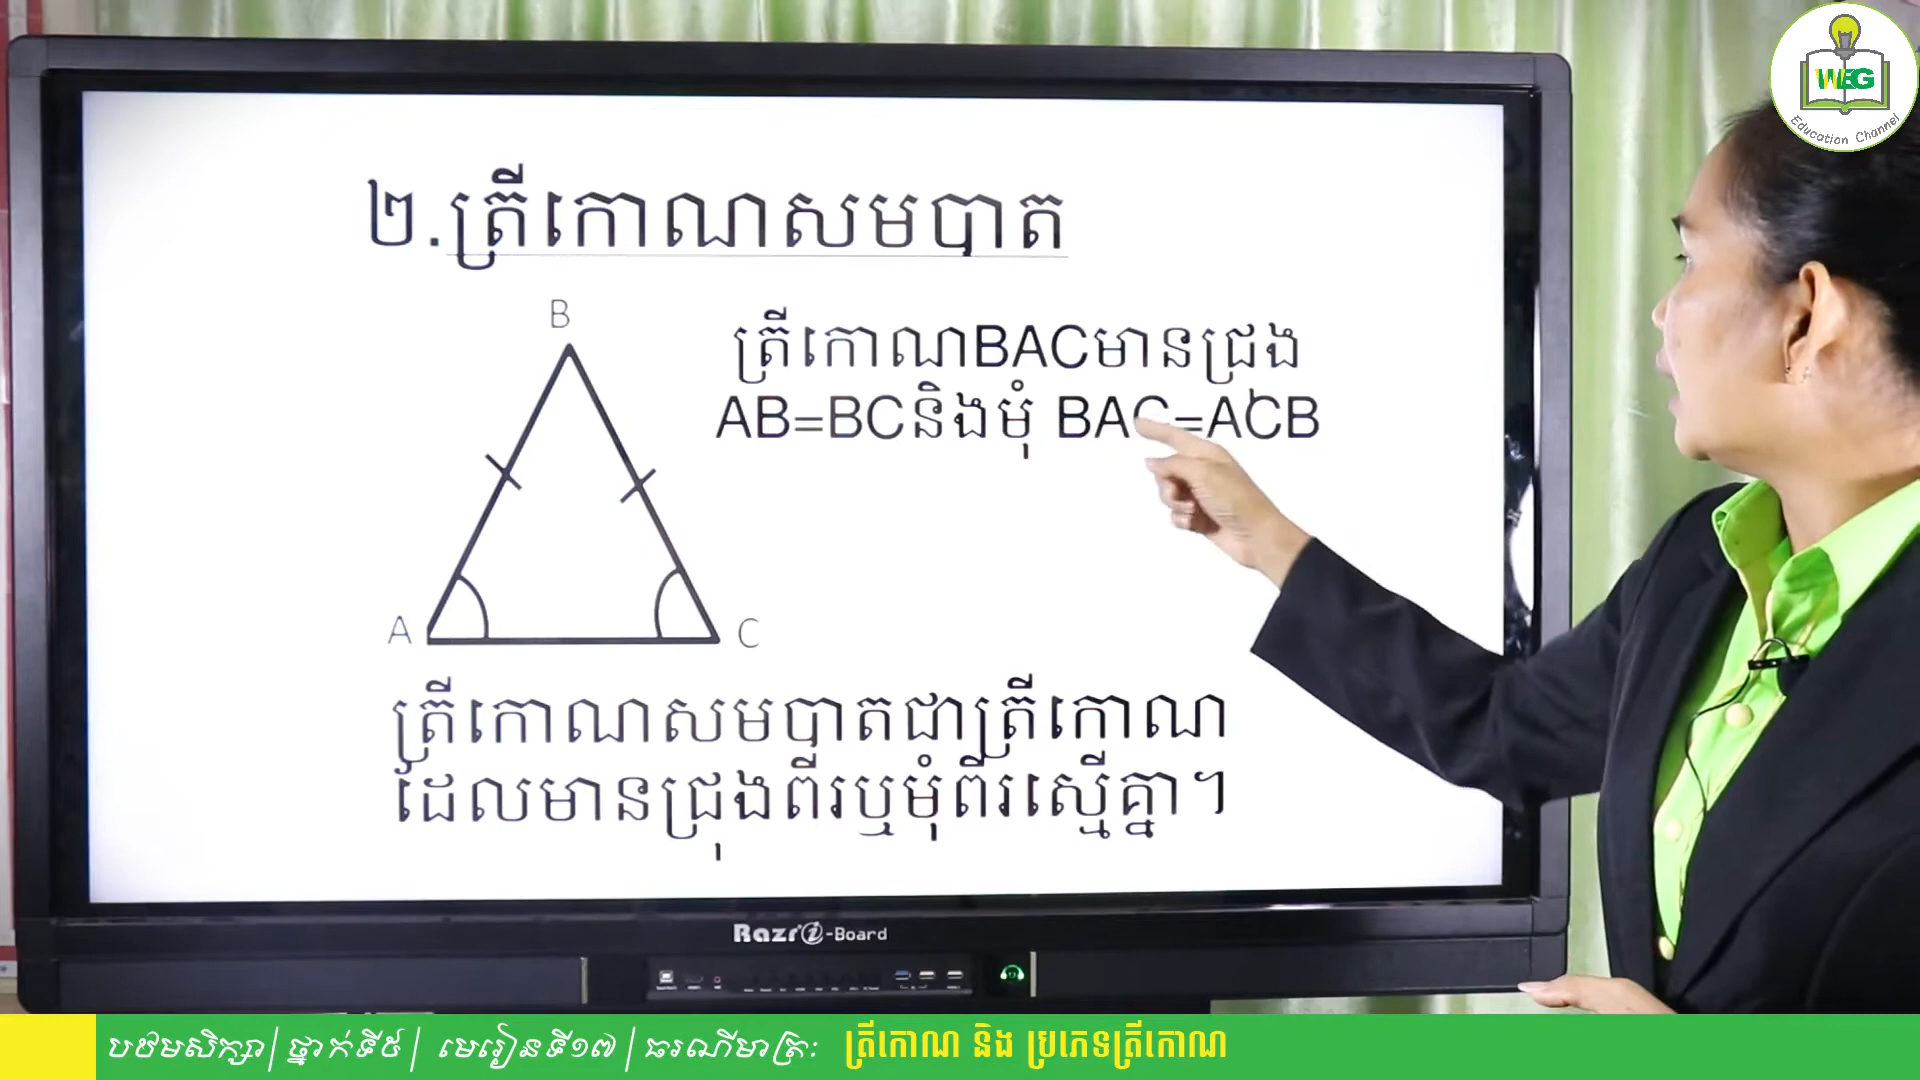 WEG
Education Channel
២.ត្រីកោណសមបាត
B
ត្រីកោណBACមានជ្រុង
AB=BCនិងមុំ BAC=ACB
A
C
ត្រីកោណសមបាតជាត្រីកោណ
ដែលមានជ្រុងពីរឬមុំពីរស្មើគ្នា។
Razr i-Board
បឋមសិក្សា| ថ្នាក់ទី៥| មេរៀនទី១៧|ធរណីមាត្រ: ត្រីកោណ និង ប្រភេទត្រីកោណ